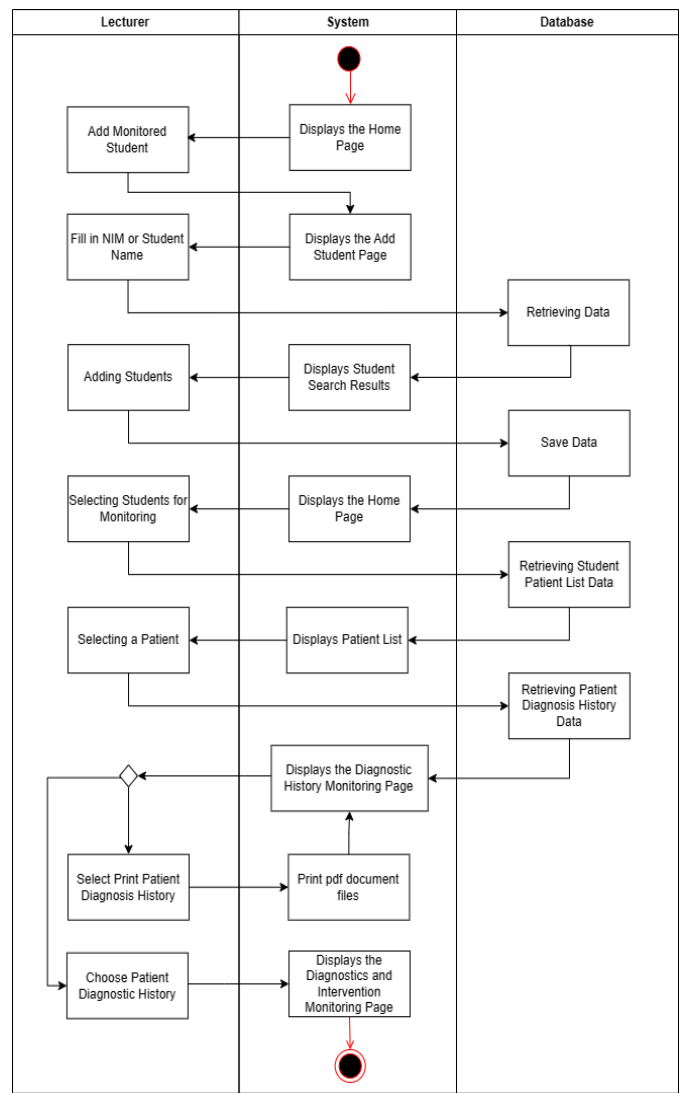 Lecturer
System
Database
Displays the Home
Page
Add Monitored
Student
Displays the Add
Student Page
Fill in NIM or Student
Name
Retrieving Data
Displays Student
Search Results
Adding Students
Save Data
Displays the Home
Page
Selecting Students for
Monitoring
Retrieving Student
Patient List Data
Displays Patient List
Selecting a Patient
Retrieving Patient
Diagnosis History
Data
Displays the Diagnostic
History Monitoring Page
Select Print Patient
Diagnosis History
Print pdf document
files
Choose Patient
Diagnostic History
Displays the
Diagnostics and
Intervention
Monitoring Page